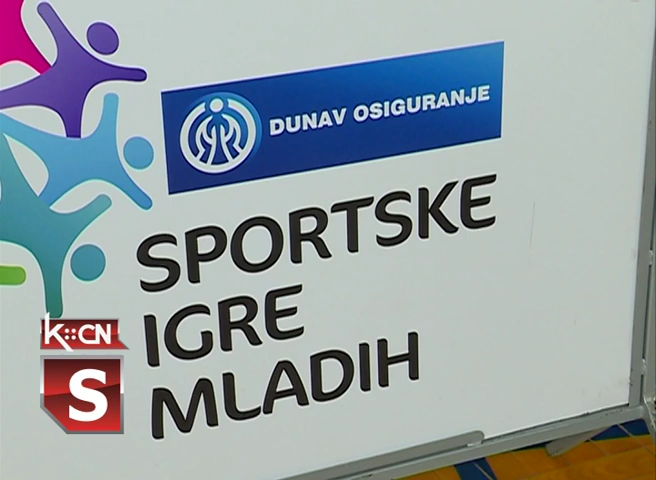 DUNAV OSIGURANJE
SPORTSKE
IGRE
MLADIH
K::CN
S